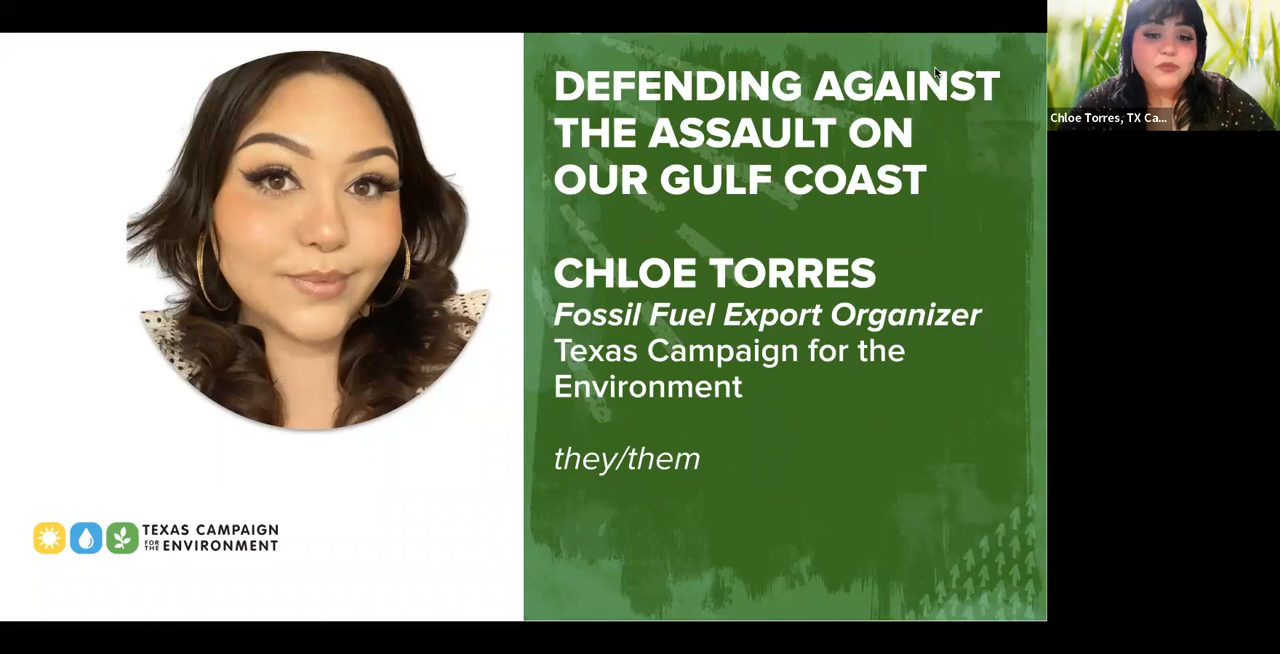 DEFENDING AGAINST
THE ASSAULT ON
OUR GULF COAST
CHLOE TORRES
Fossil Fuel Export Organizer
Texas Campaign for the
Environment
they/them
TEXAS CAMPAIGN
FOR THE ENVIRONMENT
Chloe Torres, TX Ca...